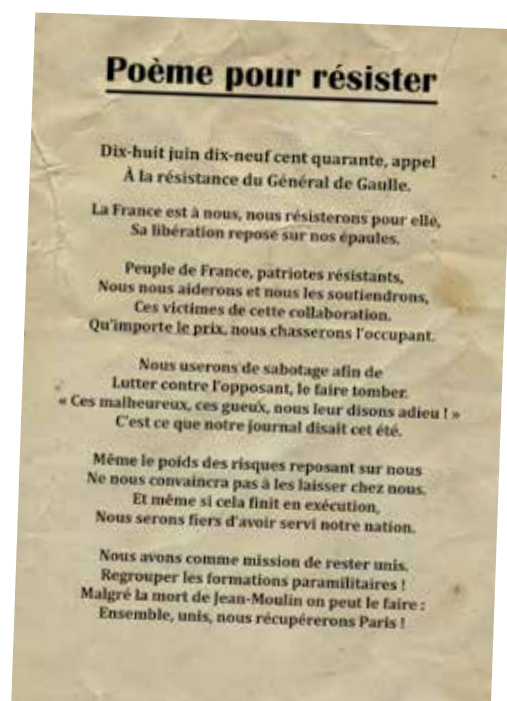 Poème pour résister
Dix-huit juin dix-neuf cent quarante, appel
À la résistance du Général de Gaulle.
La France est à nous, nous résisterons pour elle,
Sa libération repose sur nos épaules.
Peuple de France, patriotes résistants,
Nous nous aiderons et nous les soutiendrons,
Ces victimes de cette collaboration.
Qu'importe le prix, nous chasserons l'occupant.
Nous userons de sabotage afin de
Lutter contre l'opposant, le faire tomber.
« Ces malheureux, ces gueux, nous leur disons adieu ! »
C'est ce que notre journal disait cet été.
Même le poids des risques reposant sur nous
Ne nous convaincra pas à les laisser chez nous.
Et même si cela finit en exécution,
Nous serons fiers d'avoir servi notre nation.
Nous avons comme mission de rester unis.
Regrouper les formations paramilitaires !
Malgré la mort de Jean-Moulin on peut le faire :
Ensemble, unis, nous récupérerons Paris !